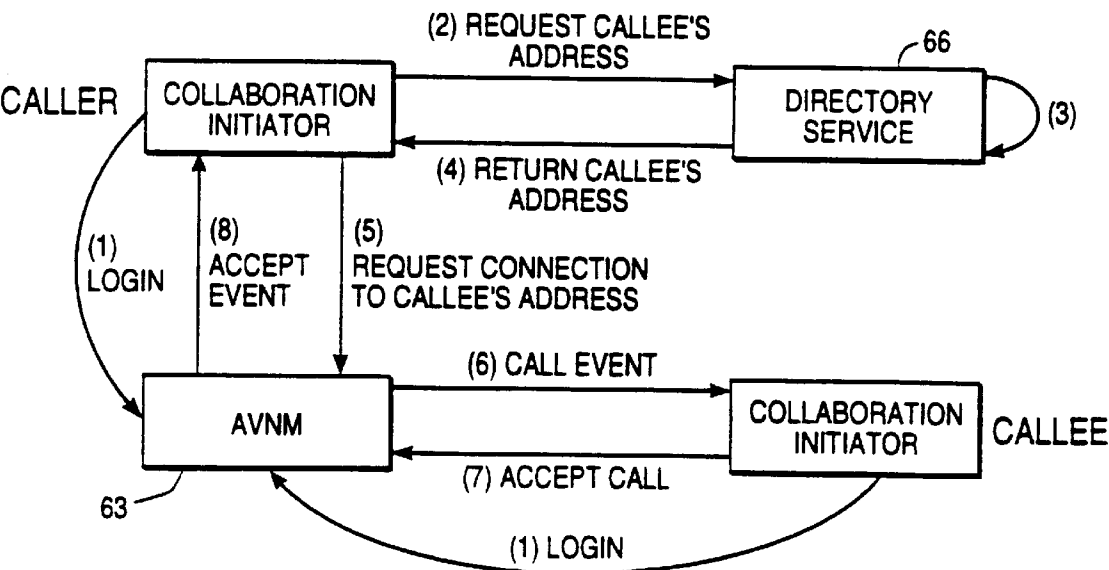 (2) REQUEST CALLEE'S
ADDRESS
66
CALLER
COLLABORATION
INITIATOR
DIRECTORY
SERVICE
(3)
(4) RETURN CALLEE'S
ADDRESS
(1)
LOGIN
(8)
ACCEPT
EVENT
(5)
REQUEST CONNECTION
TO CALLEE'S ADDRESS
(6) CALL EVENT
AVNM
COLLABORATION
INITIATOR
CALLEE
(7) ACCEPT CALL
63
(1) LOGIN